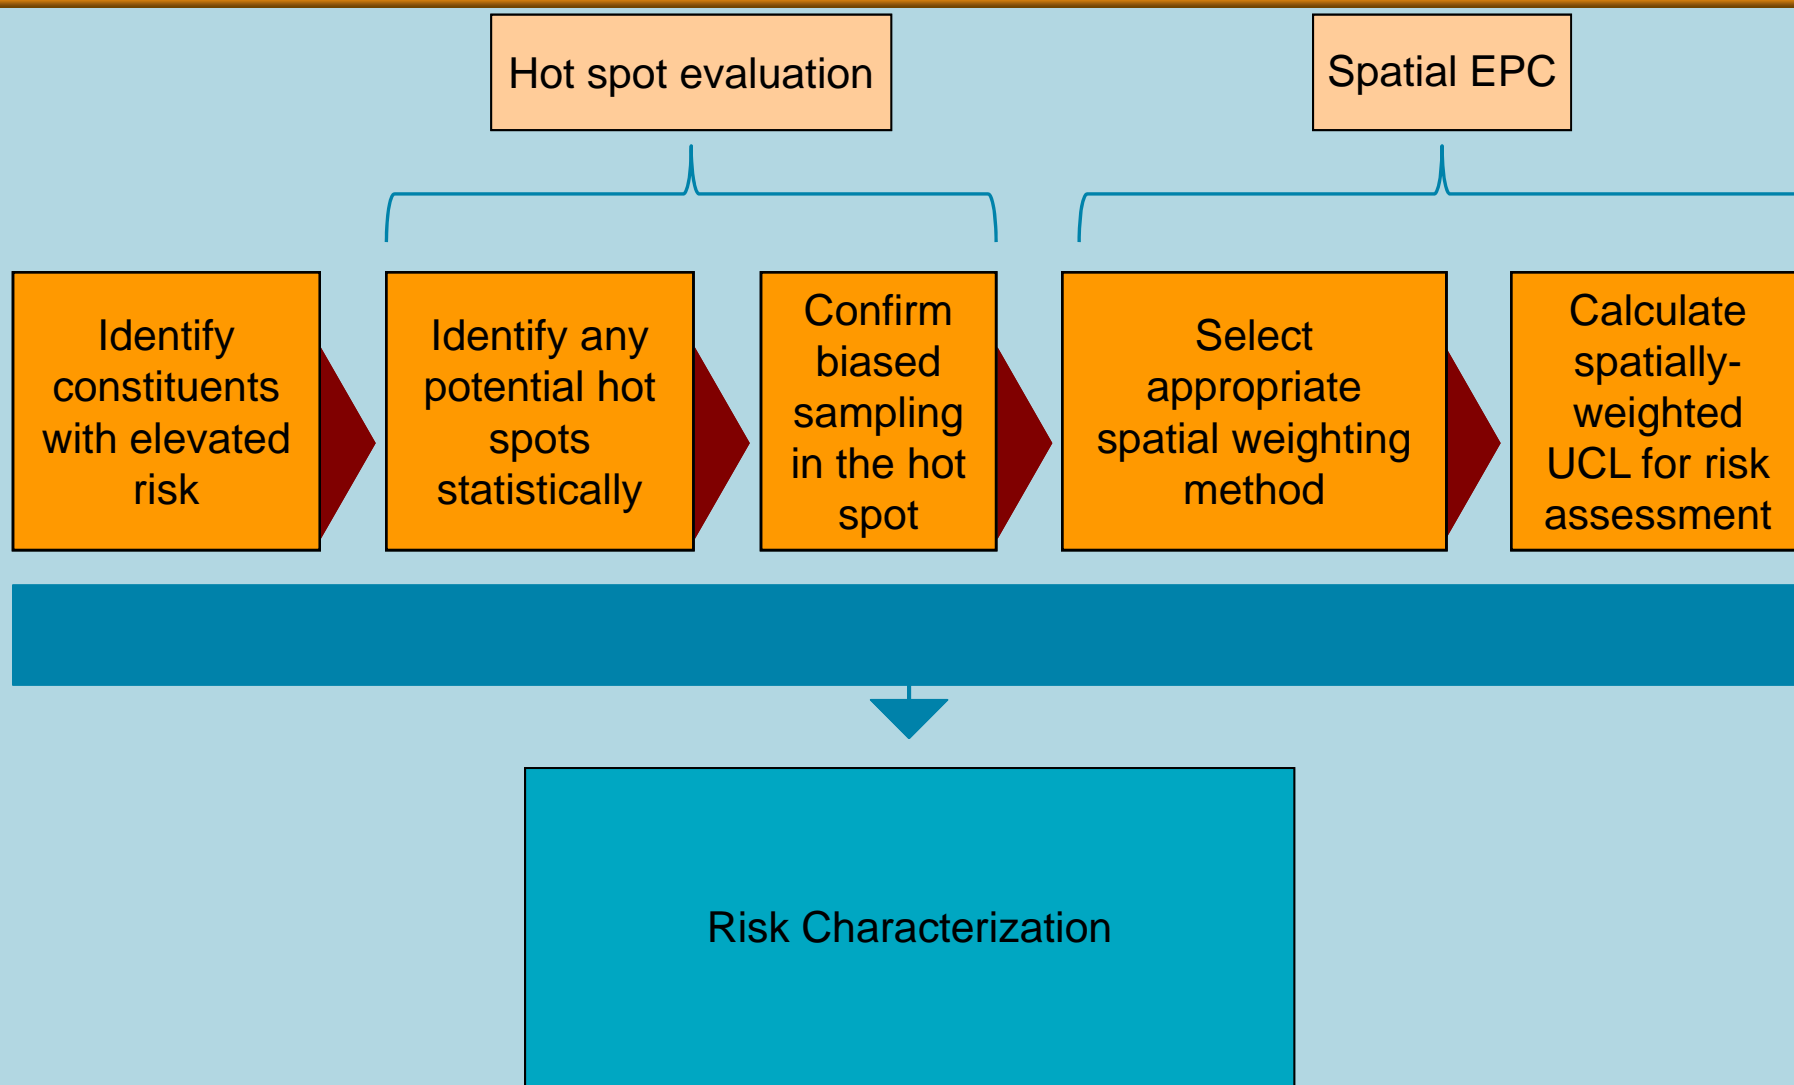 Hot spot evaluation
Spatial EPC
Identify
constituents
with elevated
risk
Identify any
potential hot
spots
statistically
Confirm
biased
sampling
in the hot
spot
Select
appropriate
spatial weighting
method
Calculate
spatially-
weighted
UCL for risk
assessment
Risk Characterization